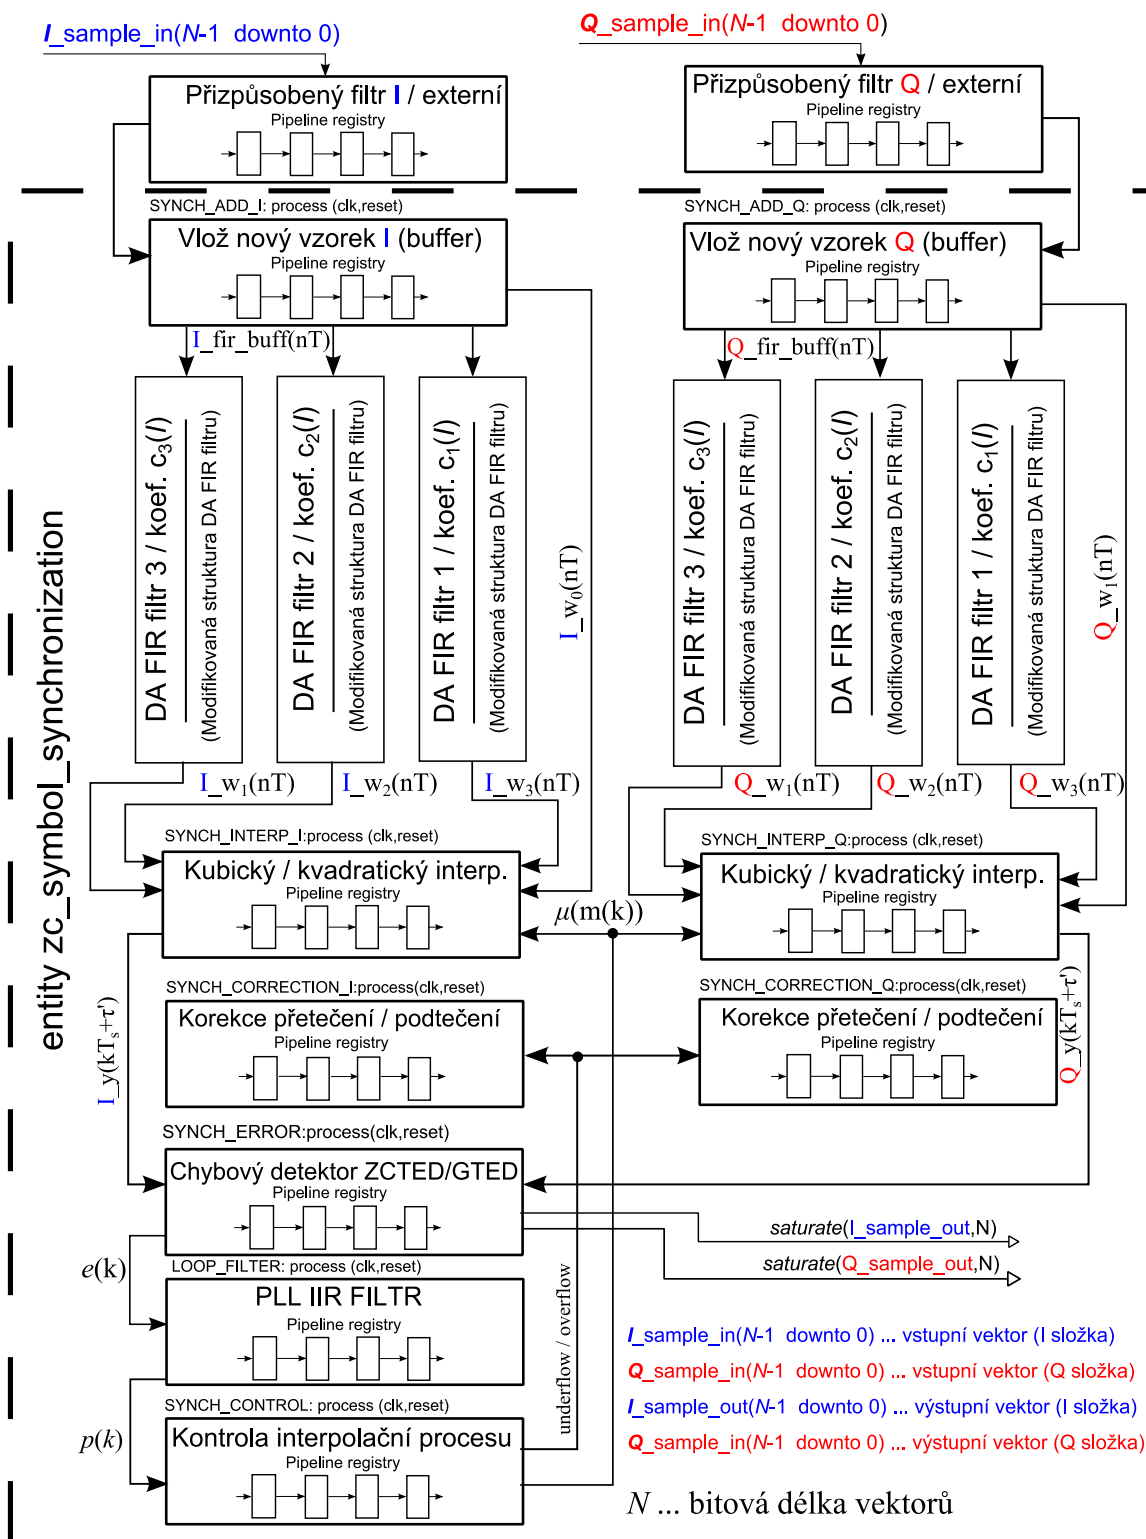 I_sample_in(N-1 downto 0)
Q_sample_in(N-1 downto 0)
Přizpůsobený filtr I / externí
Pipeline registry
Přizpůsobený filtr Q / externí
Pipeline registry
SYNCH_ADD_I: process (clk,reset)
SYNCH_ADD_Q: process (clk,reset)
Vlož nový vzorek I (buffer)
Pipeline registry
Vlož nový vzorek Q (buffer)
Pipeline registry
I_fir_buff(nT)
Q_fir_buff(nT)
DA FIR filtr 3 / koef. c₃(l)
(Modifikovaná struktura DA FIR filtru)
DA FIR filtr 2 / koef. c₂(l)
(Modifikovaná struktura DA FIR filtru)
DA FIR filtr 1 / koef. c₁(l)
(Modifikovaná struktura DA FIR filtru)
I_w₀(nT)
DA FIR filtr 3 / koef. c₃(l)
(Modifikovaná struktura DA FIR filtru)
DA FIR filtr 2 / koef. c₂(l)
(Modifikovaná struktura DA FIR filtru)
DA FIR filtr 1 / koef. c₁(l)
(Modifikovaná struktura DA FIR filtru)
Q_w₁(nT)
entity zc_symbol_synchronization
I_w₁(nT)
I_w₂(nT)
I_w₃(nT)
Q_w₁(nT)
Q_w₂(nT)
Q_w₃(nT)
SYNCH_INTERP_I:process (clk,reset)
SYNCH_INTERP_Q:process (clk,reset)
Kubický / kvadratický interp.
Pipeline registry
Kubický / kvadratický interp.
Pipeline registry
μ(m(k))
SYNCH_CORRECTION_I:process(clk,reset)
SYNCH_CORRECTION_Q:process(clk,reset)
Korekce přetečení / podtečení
Pipeline registry
Korekce přetečení / podtečení
Pipeline registry
I_y(kTₛ+τ')
Q_y(kTₛ+τ')
SYNCH_ERROR:process(clk,reset)
Chybový detektor ZCTED/GTED
Pipeline registry
saturate(I_sample_out,N)
saturate(Q_sample_out,N)
e(k)
LOOP_FILTER: process (clk,reset)
PLL IIR FILTR
Pipeline registry
underflow / overflow
p(k)
SYNCH_CONTROL: process (clk,reset)
Kontrola interpolační procesu
Pipeline registry
I_sample_in(N-1 downto 0) ... vstupní vektor (I složka)
Q_sample_in(N-1 downto 0) ... vstupní vektor (Q složka)
I_sample_out(N-1 downto 0) ... výstupní vektor (I složka)
Q_sample_in(N-1 downto 0) ... výstupní vektor (Q složka)
N ... bitová délka vektorů